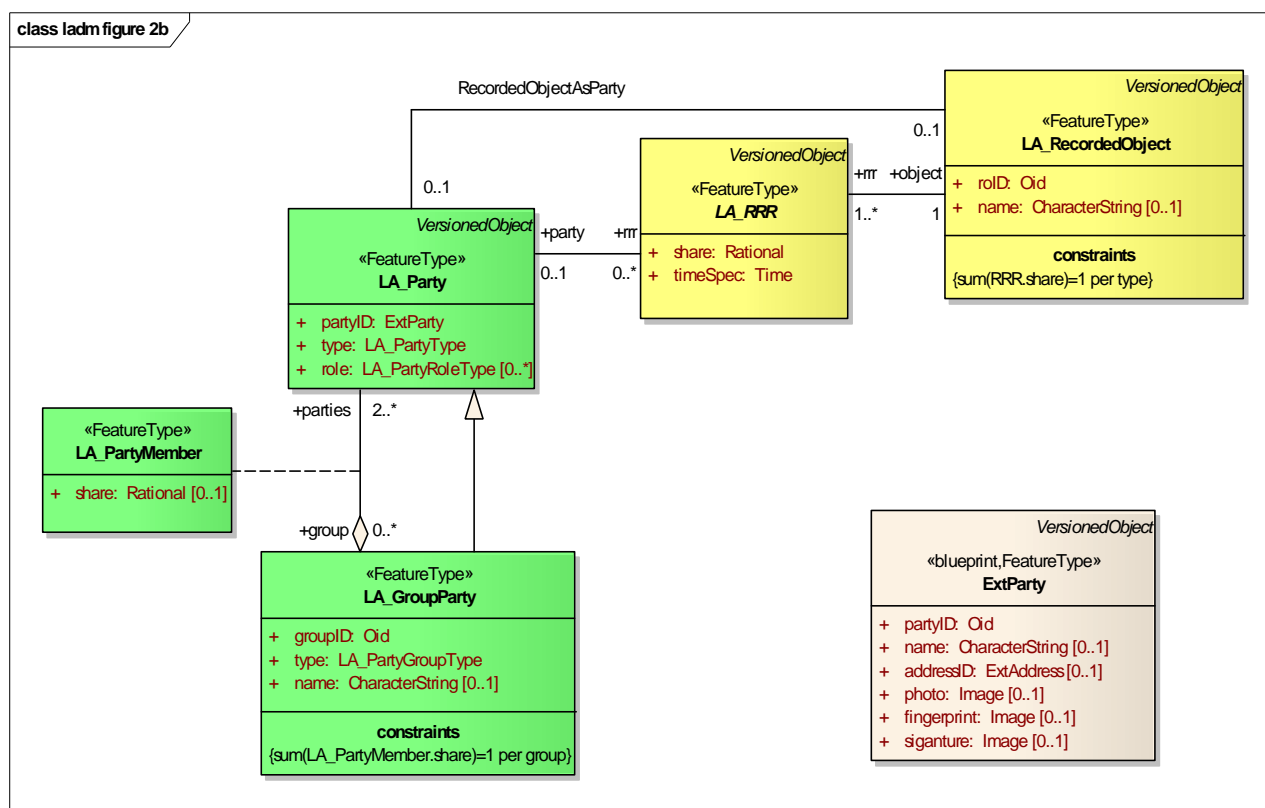 class ladm figure 2b
RecordedObjectAsParty
0..1
0..1
VersionedObject
«FeatureType»
LA_RecordedObject
+ roID: Oid
+ name: CharacterString [0..1]
constraints
{sum(RRR.share)=1 per type}
+rrr +object
1..* 1
VersionedObject
«FeatureType»
LA_RRR
+ share: Rational
+ timeSpec: Time
+party +rrr
0..1 0..*
VersionedObject
«FeatureType»
LA_Party
+ partyID: ExtParty
+ type: LA_PartyType
+ role: LA_PartyRoleType [0..*]
+parties 2..*
«FeatureType»
LA_PartyMember
+ share: Rational [0..1]
+group 0..*
«FeatureType»
LA_GroupParty
+ groupID: Oid
+ type: LA_PartyGroupType
+ name: CharacterString [0..1]
constraints
{sum(LA_PartyMember.share)=1 per group}
VersionedObject
«blueprint,FeatureType»
ExtParty
+ partyID: Oid
+ name: CharacterString [0..1]
+ addressID: ExtAddress [0..1]
+ photo: Image [0..1]
+ fingerprint: Image [0..1]
+ siganture: Image [0..1]